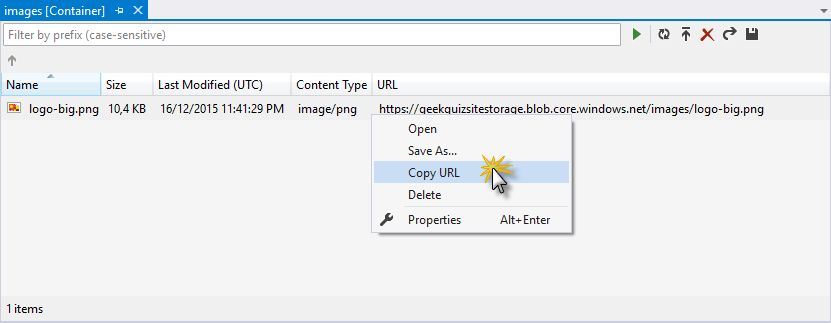 images [Container]
Filter by prefix (case-sensitive)
Name Size Last Modified (UTC) Content Type URL
logo-big.png 10,4 KB 16/12/2015 11:41:29 PM image/png https://geekquizsitestorage.blob.core.windows.net/images/logo-big.png
Open
Save As...
Copy URL
Delete
Properties Alt+Enter
1 items